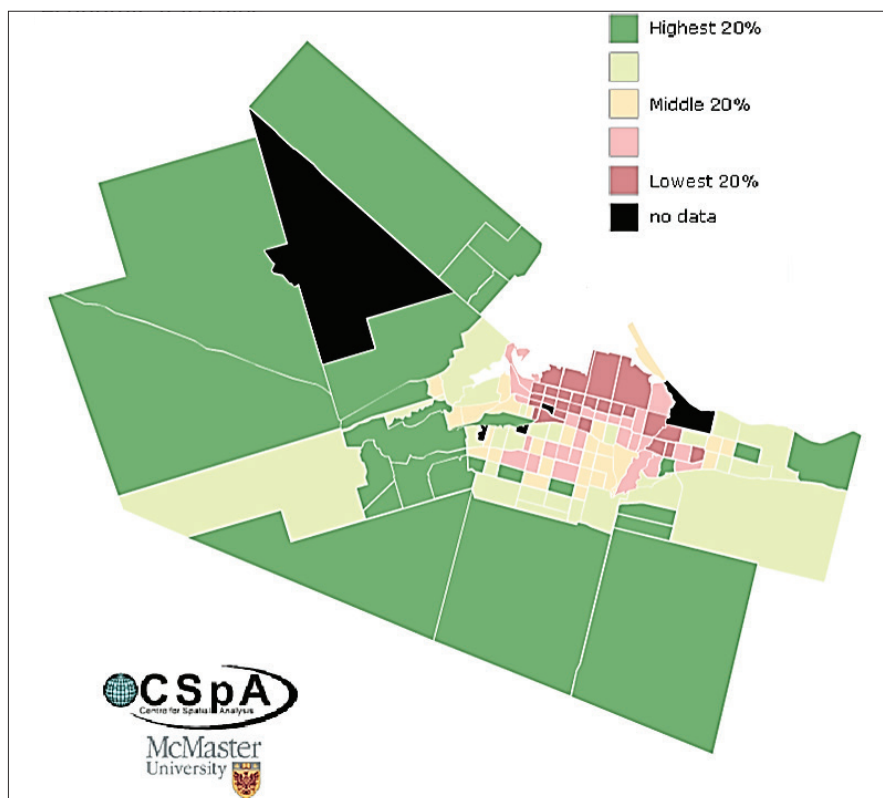 Highest 20%
Middle 20%
Lowest 20%
no data
CSpA
Centre for Spatial Analysis
McMaster
University